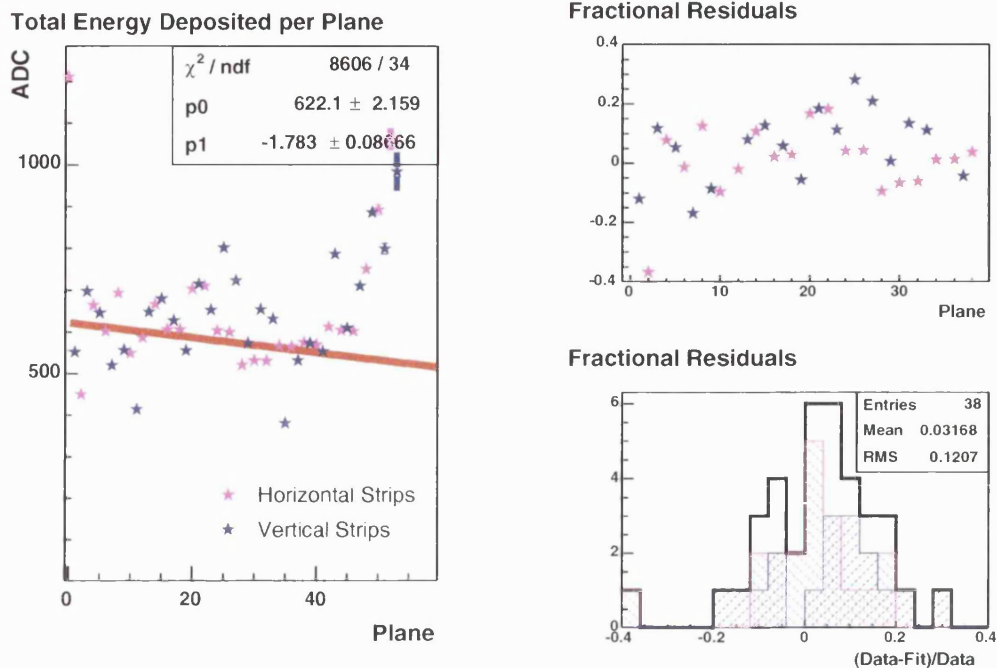 Total Energy Deposited per Plane
ADC
χ² / ndf 8606 / 34
p0 622.1 ± 2.159
p1 -1.783 ± 0.08666
1000
500
0
Horizontal Strips
Vertical Strips
0 20 40
Plane
Fractional Residuals
0.4
0.2
0
-0.2
-0.4
0 10 20 30
Plane
Fractional Residuals
Entries 38
Mean 0.03168
RMS 0.1207
6
4
2
0
-0.4 -0.2 0 0.2 0.4
(Data-Fit)/Data